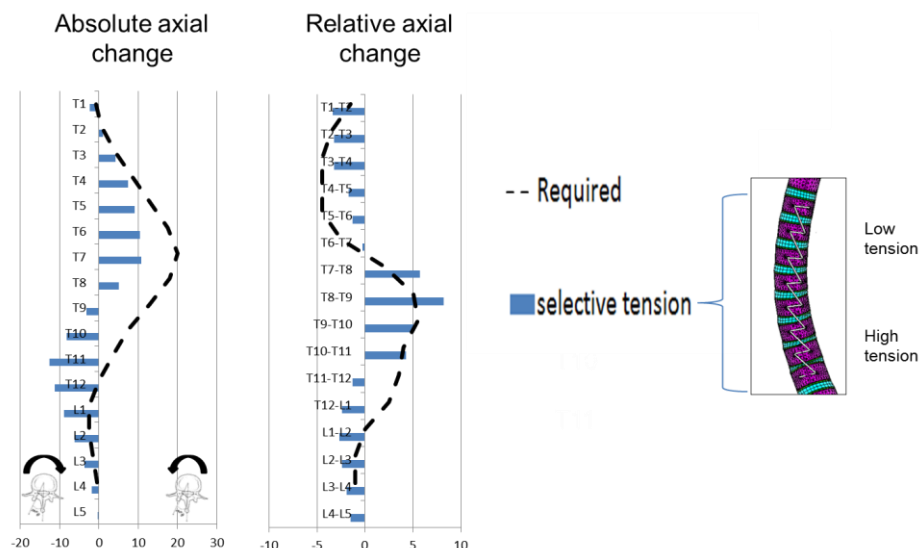 Absolute axial
change
Relative axial
change
T1
T2
T3
T4
T5
T6
T7
T8
T9
T10
T11
T12
L1
L2
L3
L4
L5
-20
-10
0
10
20
30
T1-T2
T2-T3
T3-T4
T4-T5
T5-T6
T6-T7
T7-T8
T8-T9
T9-T10
T10-T11
T11-T12
T12-L1
L1-L2
L2-L3
L3-L4
L4-L5
-10
-5
0
5
10
Required
selective tension
Low
tension
High
tension